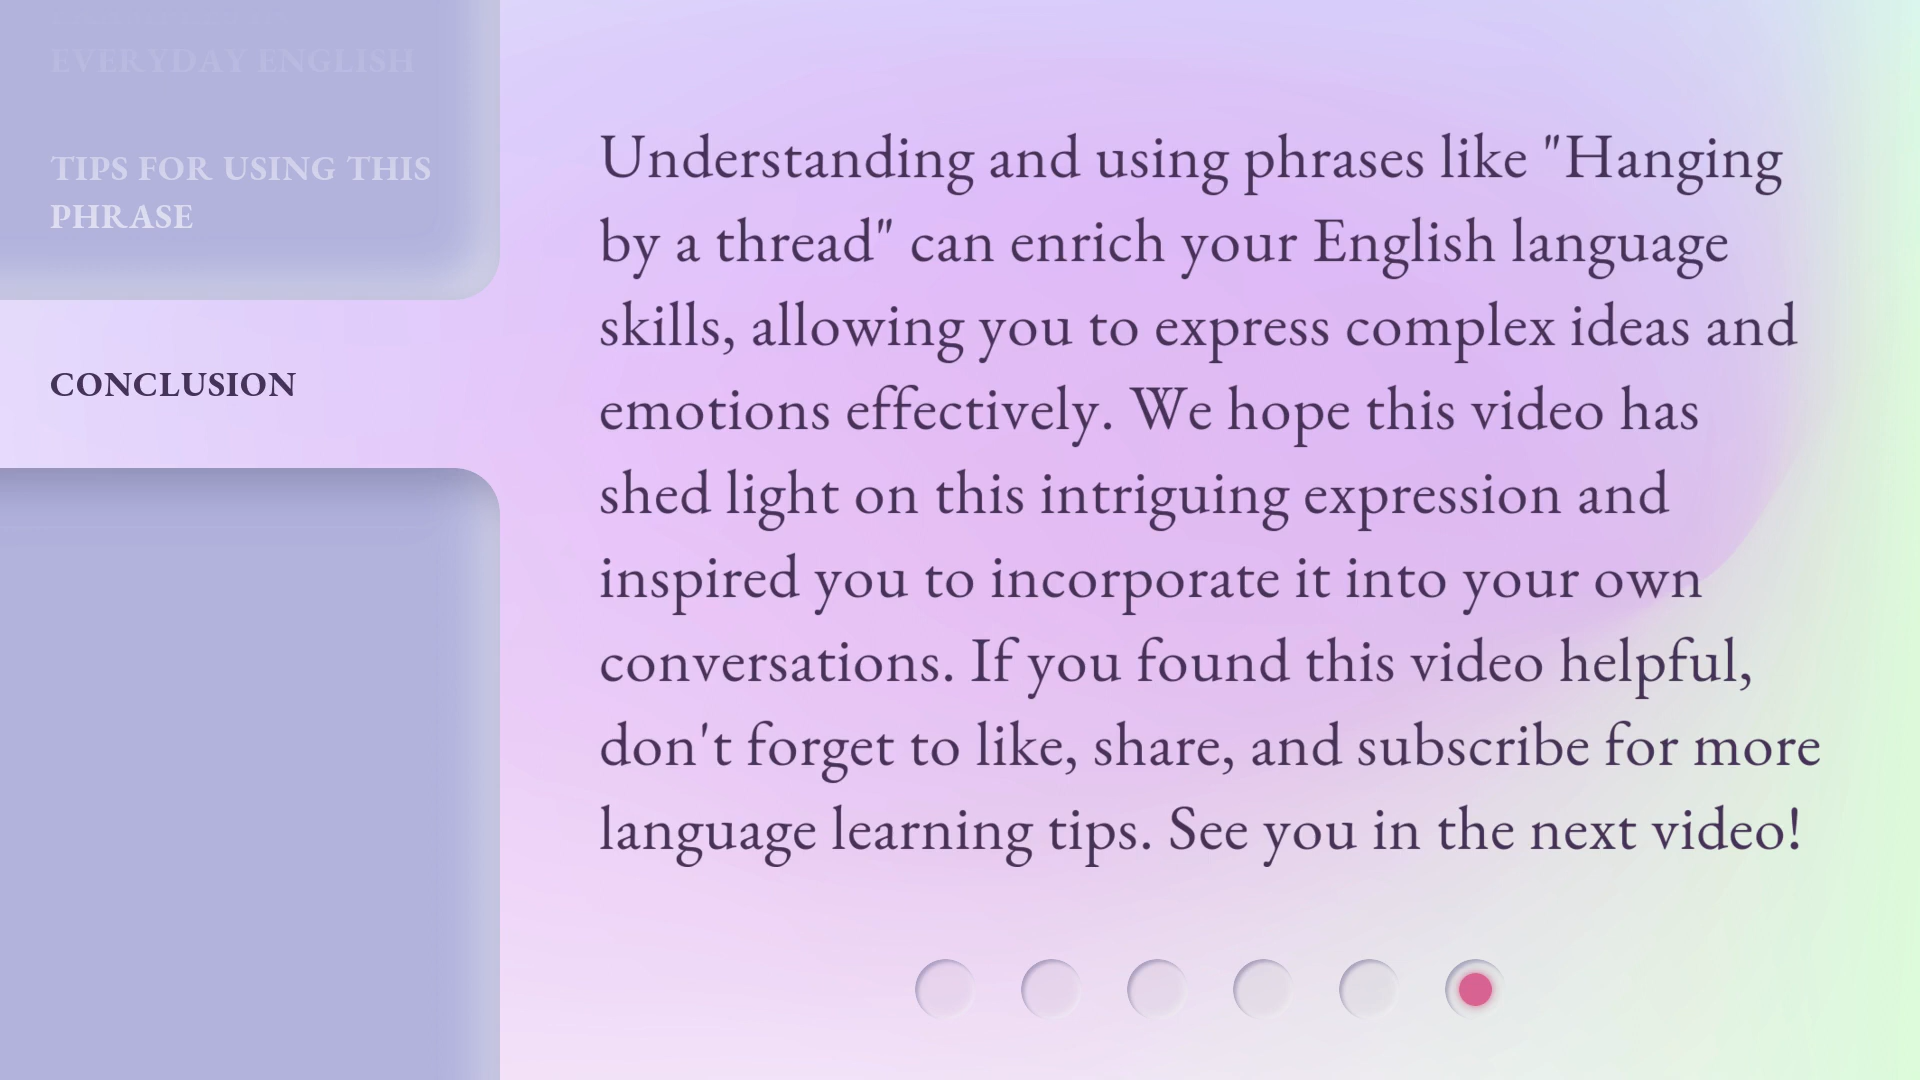 EVERYDAY ENGLISH
TIPS FOR USING THIS
PHRASE
CONCLUSION
Understanding and using phrases like "Hanging
by a thread" can enrich your English language
skills, allowing you to express complex ideas and
emotions effectively. We hope this video has
shed light on this intriguing expression and
inspired you to incorporate it into your own
conversations. If you found this video helpful,
don't forget to like, share, and subscribe for more
language learning tips. See you in the next video!